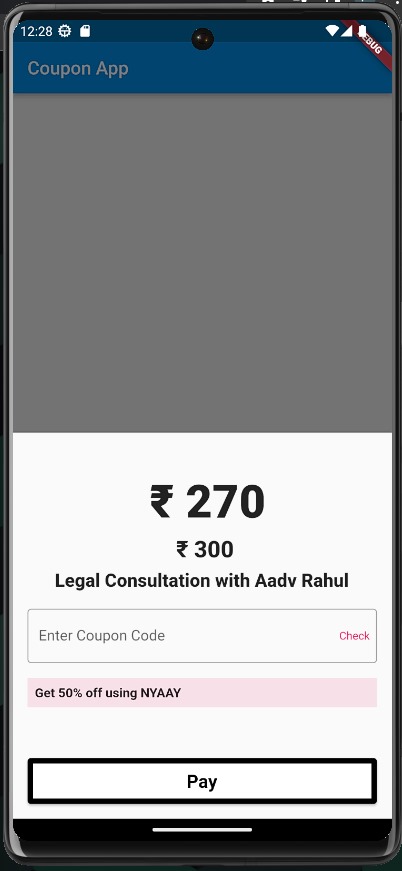 12:28
DEBUG
Coupon App
₹ 270
₹ 300
Legal Consultation with Aadv Rahul
Enter Coupon Code
Check
Get 50% off using NYAAY
Pay